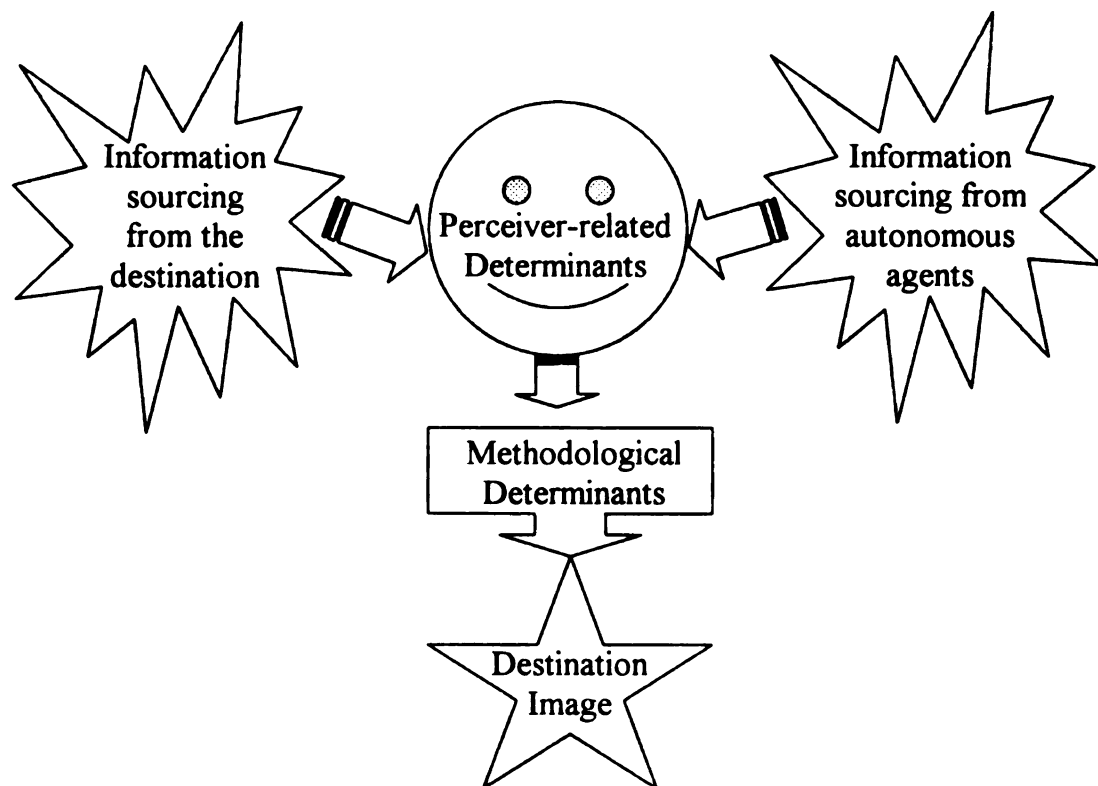 Information
sourcing
from the
destination
Perceiver-related
Determinants
Information
sourcing from
autonomous
agents
Methodological
Determinants
Destination
Image